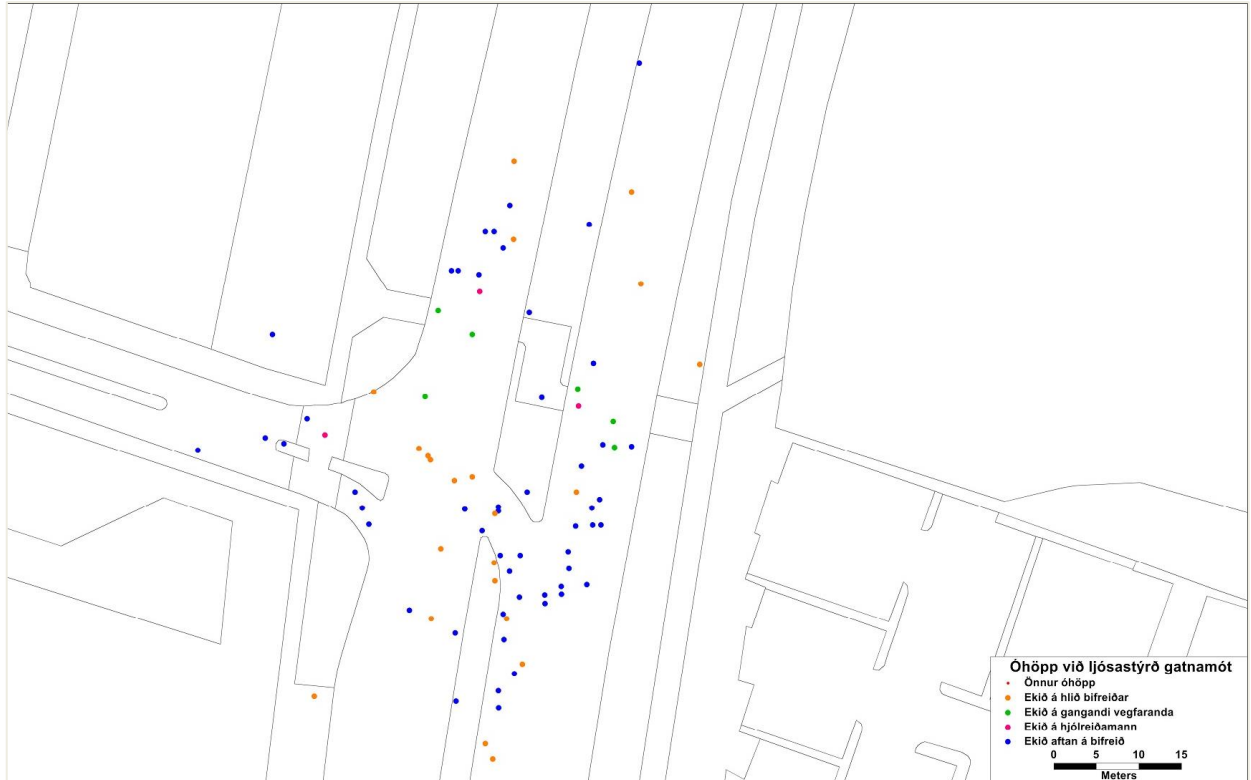 Óhöpp við ljósastýrð gatnamót
Önnur óhöpp
Ekið á hlið bifreiðar
Ekið á gangandi vegfaranda
Ekið á hjólreiðamann
Ekið aftan á bifreið
0 5 10 15
Meters